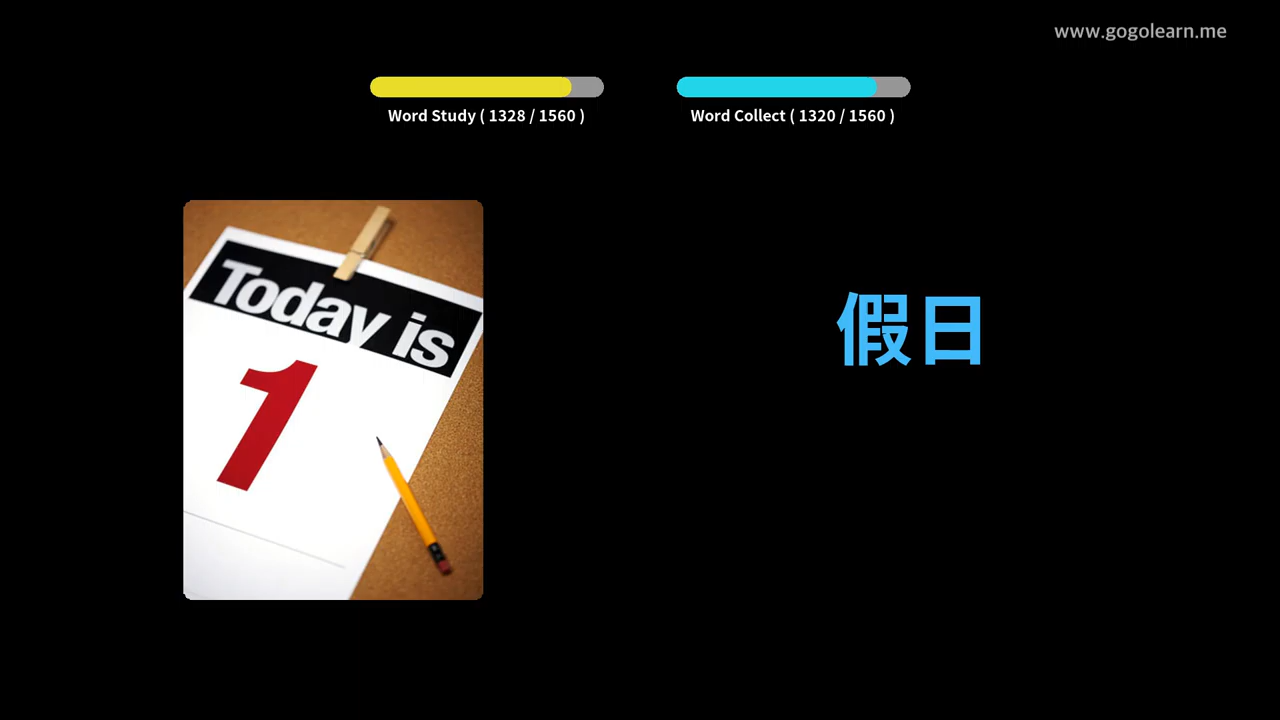 www.gogolearn.me
Word Study ( 1328 / 1560 )
Word Collect ( 1320 / 1560 )
Today is
1
假日